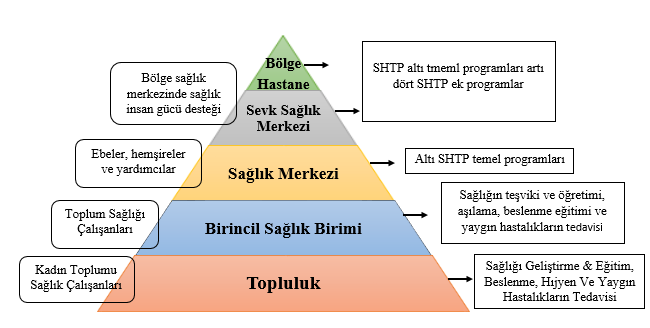 Bölge
Hastane
SHTP altı tmeml programları artı
dört SHTP ek programlar
Bölge sağlık
merkezinde sağlık
insan gücü desteği
Sevk Sağlık
Merkezi
Ebeler, hemşireler
ve yardımcılar
Sağlık Merkezi
Altı SHTP temel programları
Toplum Sağlığı
Çalışanları
Birincil Sağlık Birimi
Sağlığın teşviki ve öğretimi,
aşılama, beslenme eğitimi ve
yaygın hastalıkların tedavisi
Kadın Toplumu
Sağlık Çalışanları
Topluluk
Sağlığı Geliştirme & Eğitim,
Beslenme, Hıjyen Ve Yaygın
Hastalıkların Tedavisi